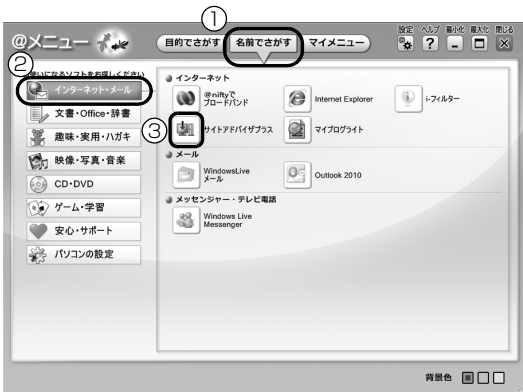 ①
@メニュー
目的でさがす 名前でさがす マイメニュー
設定 ヘルプ 最小化 最大化 閉じる
②
使いになるソフトをお探しください
インターネット・メール
文書・Office・辞書
趣味・実用・ハガキ
映像・写真・音楽
CD・DVD
ゲーム・学習
安心・サポート
パソコンの設定
インターネット
@niftyで
ブロードバンド
Internet Explorer
i-フィルター
③
サイトアドバイザプラス
マイプログライト
メール
WindowsLive
メール
Outlook 2010
メッセンジャー・テレビ電話
Windows Live
Messenger
背景色